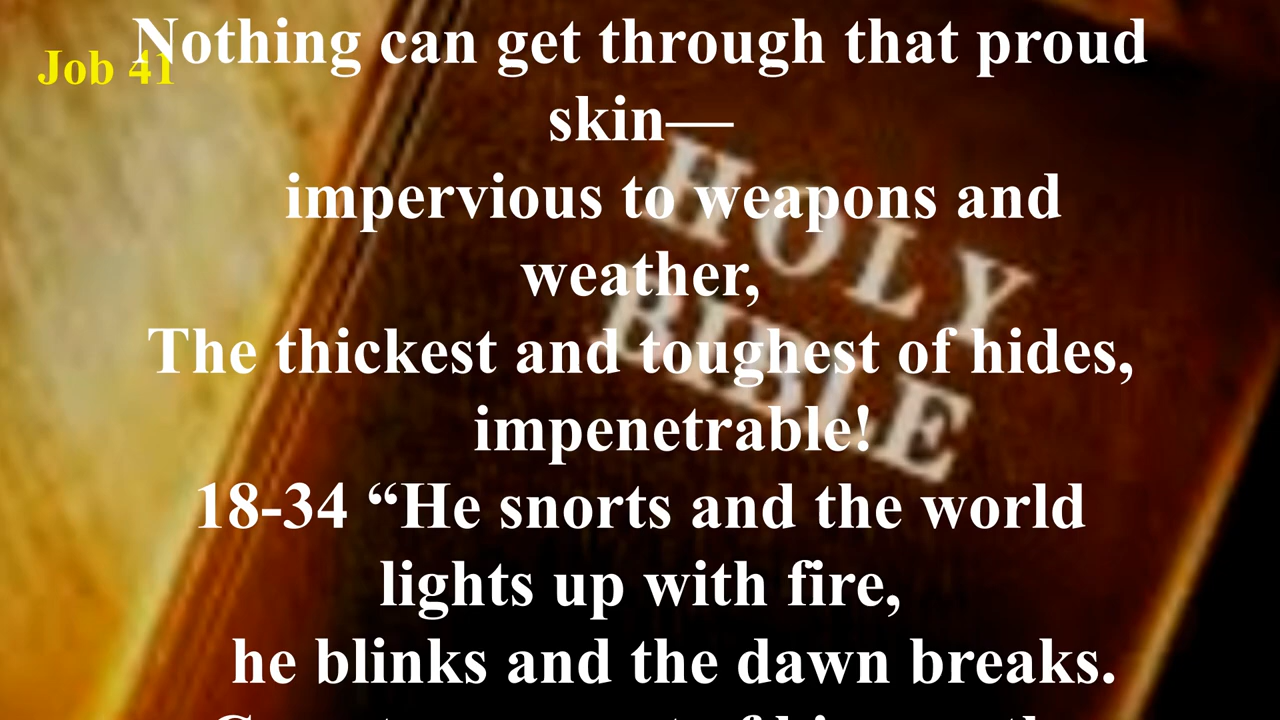 Job 41
Nothing can get through that proud
skin—
impervious to weapons and
weather,
The thickest and toughest of hides,
impenetrable!
18-34 “He snorts and the world
lights up with fire,
he blinks and the dawn breaks.
HOLY
BIBLE